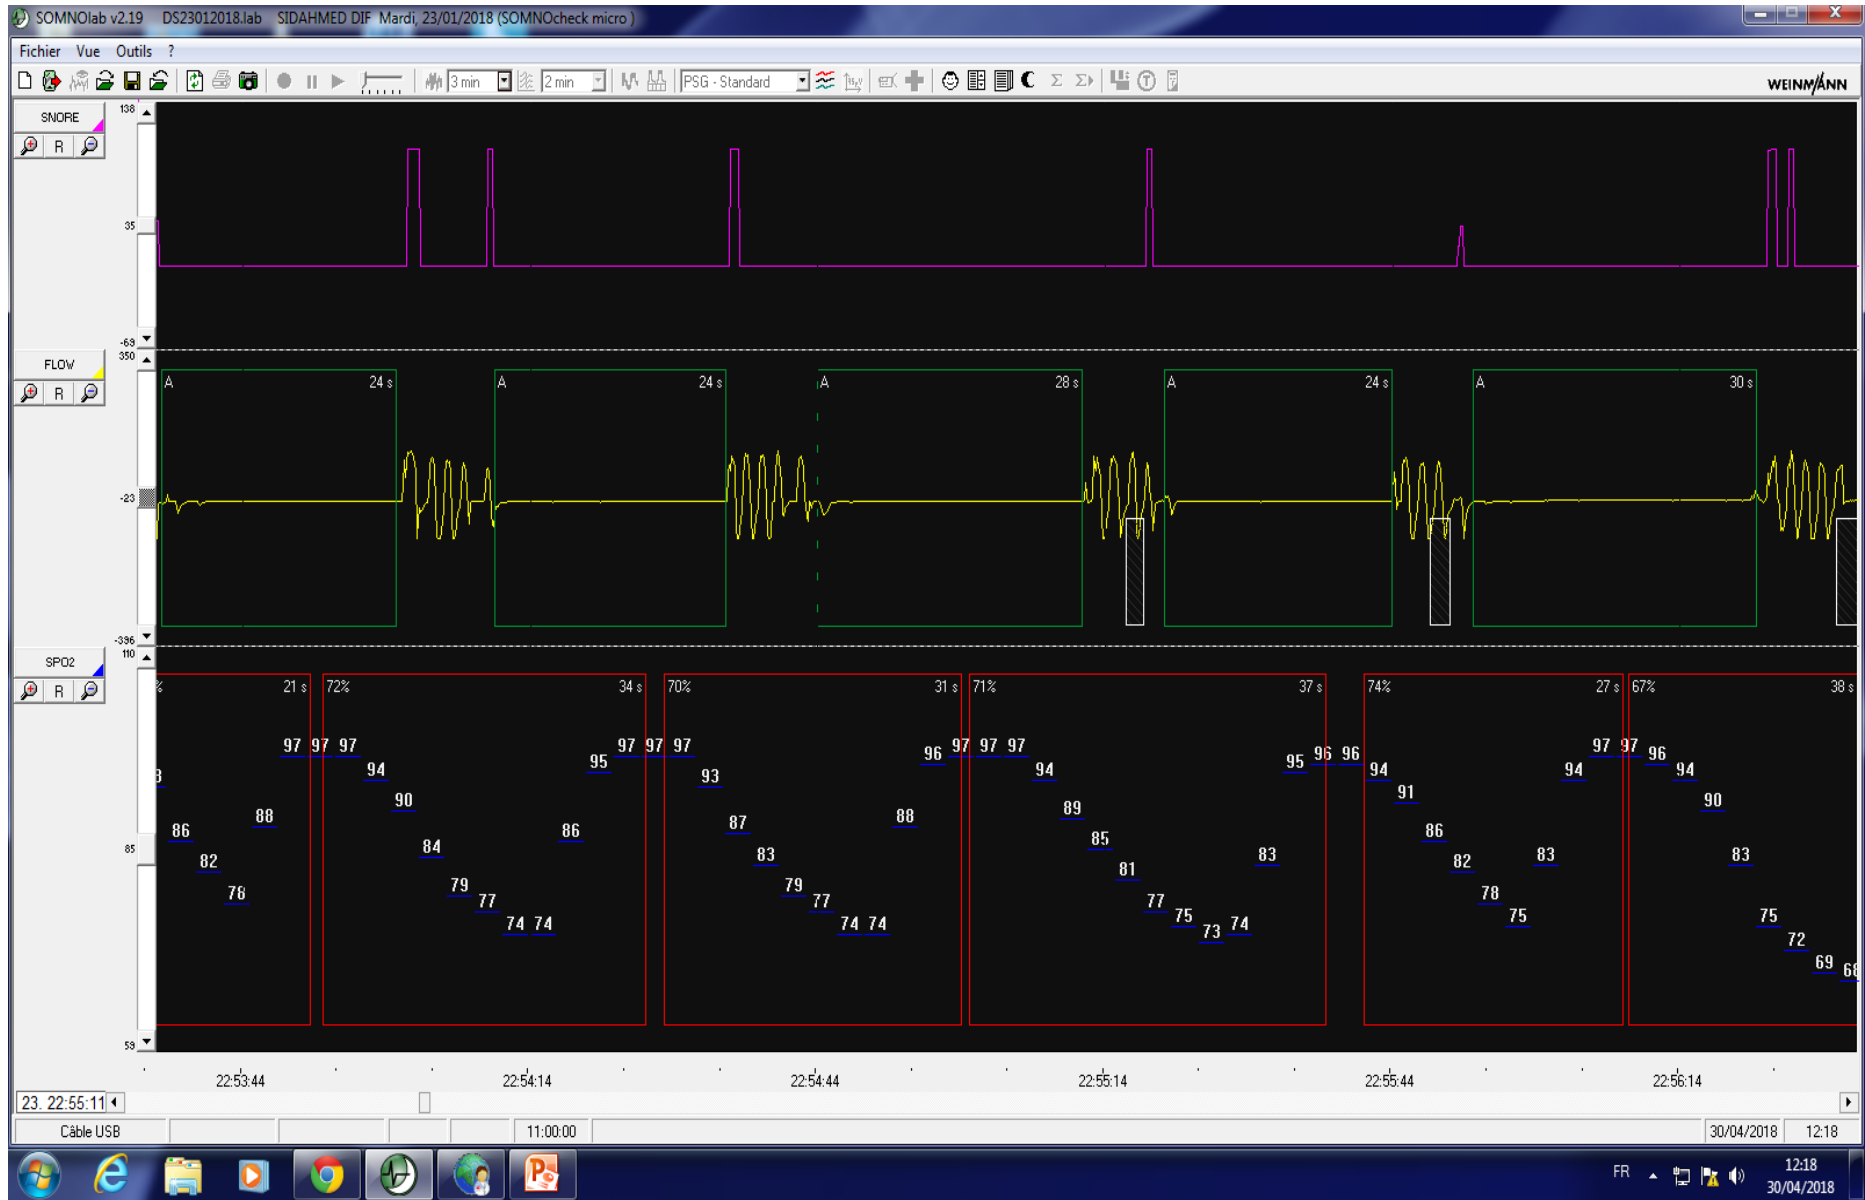 SOMNOlab v2.19 DS23012018.lab SIDAHMED DIF Mardi, 23/01/2018 (SOMNOcheck micro )
Fichier Vue Outils ?
3 min 2 min PSG - Standard WEINMANN
SNORE
R
138
35
-63
FLOW
R
350
-23
-396
A 24 s A 24 s A 28 s A 24 s A 30 s
SPO2
R
110
85
59
% 21 s 72% 34 s 70% 31 s 71% 37 s 74% 27 s 67% 38 s
86 82 78 88 97 97
97 94 90 84 79 77 74 74 86 95 97 97
97 93 87 83 79 77 74 74 88 96 97
97 97 94 89 85 81 77 75 73 74 83 95 96 96
94 91 86 82 78 75 83 94 97 97
96 94 90 83 75 72 69 68
22:53:44 22:54:14 22:54:44 22:55:14 22:55:44 22:56:14
23. 22:55:11
Câble USB 11:00:00 30/04/2018 12:18
FR 12:18
30/04/2018